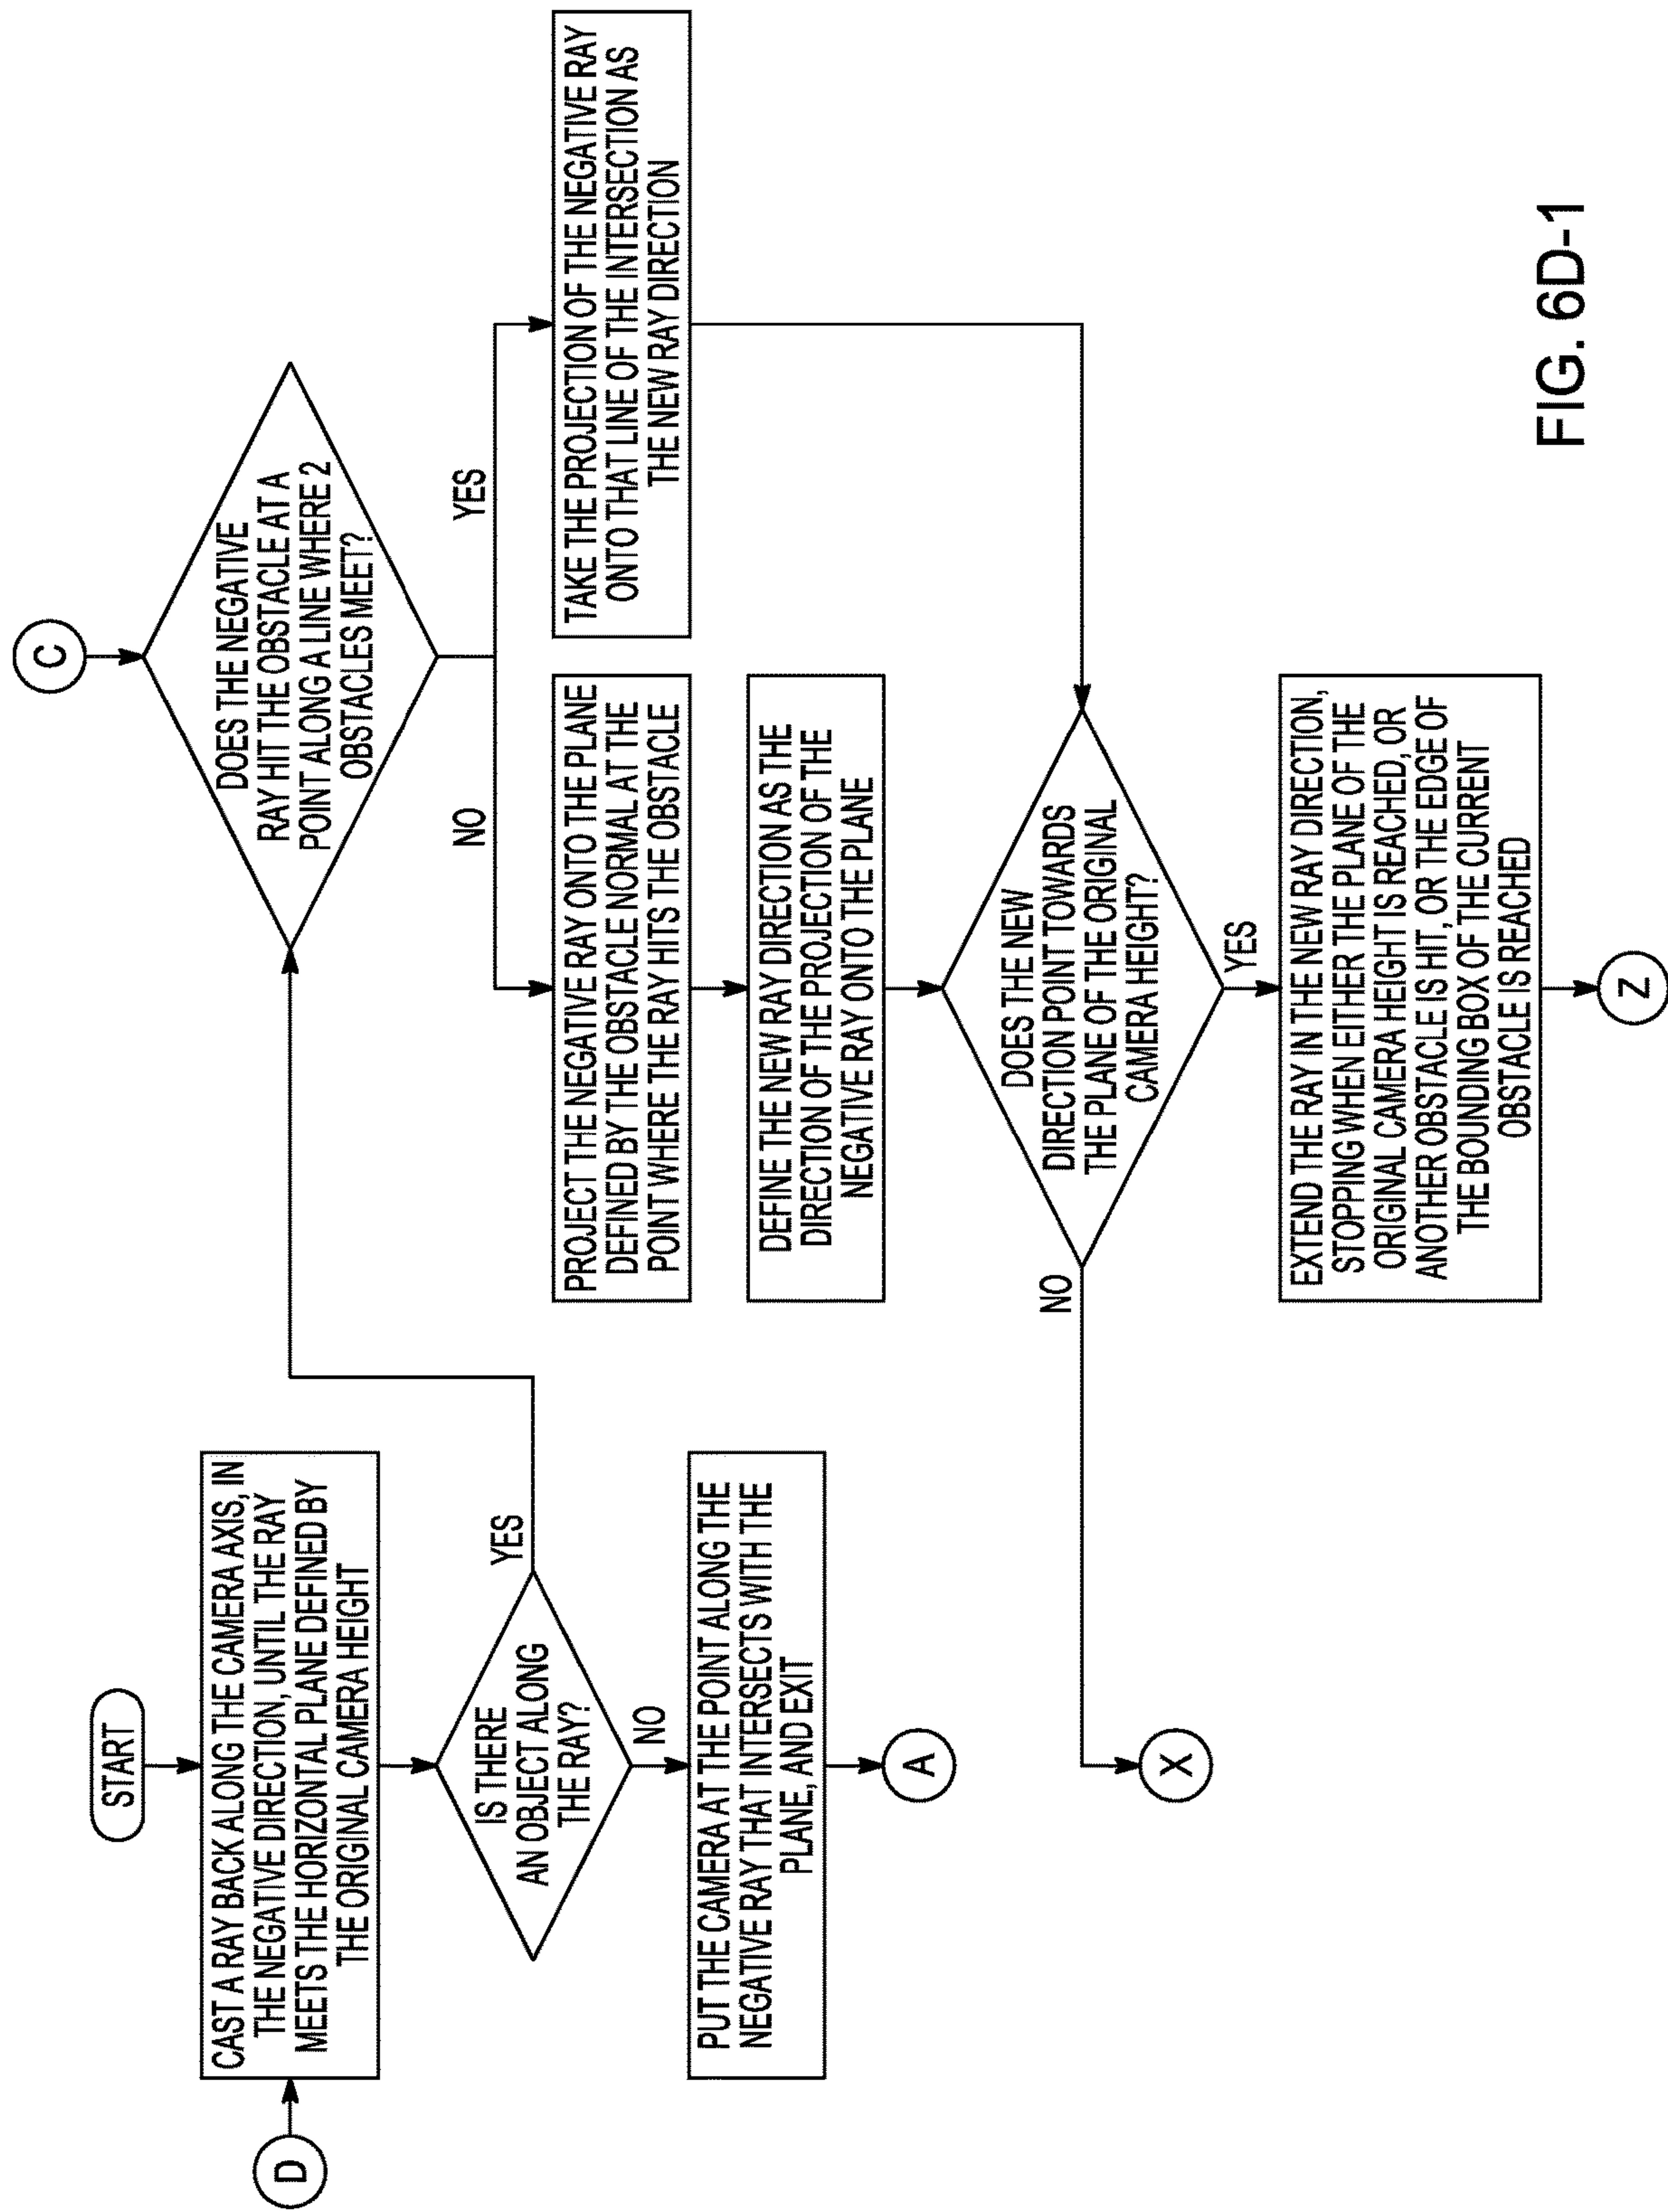 START
D
CAST A RAY BACK ALONG THE CAMERA AXIS, IN
THE NEGATIVE DIRECTION, UNTIL THE RAY
MEETS THE HORIZONTAL PLANE DEFINED BY
THE ORIGINAL CAMERA HEIGHT
IS THERE
AN OBJECT ALONG
THE RAY?
YES
NO
PUT THE CAMERA AT THE POINT ALONG THE
NEGATIVE RAY THAT INTERSECTS WITH THE
PLANE, AND EXIT
A
C
DOES THE NEGATIVE
RAY HIT THE OBSTACLE AT A
POINT ALONG A LINE WHERE 2
OBSTACLES MEET?
NO
YES
PROJECT THE NEGATIVE RAY ONTO THE PLANE
DEFINED BY THE OBSTACLE NORMAL AT THE
POINT WHERE THE RAY HITS THE OBSTACLE
TAKE THE PROJECTION OF THE NEGATIVE RAY
ONTO THAT LINE OF THE INTERSECTION AS
THE NEW RAY DIRECTION
DEFINE THE NEW RAY DIRECTION AS THE
DIRECTION OF THE PROJECTION OF THE
NEGATIVE RAY ONTO THE PLANE
DOES THE NEW
DIRECTION POINT TOWARDS
THE PLANE OF THE ORIGINAL
CAMERA HEIGHT?
NO
X
YES
EXTEND THE RAY IN THE NEW RAY DIRECTION,
STOPPING WHEN EITHER THE PLANE OF THE
ORIGINAL CAMERA HEIGHT IS REACHED, OR
ANOTHER OBSTACLE IS HIT, OR THE EDGE OF
THE BOUNDING BOX OF THE CURRENT
OBSTACLE IS REACHED
Z
FIG. 6D-1